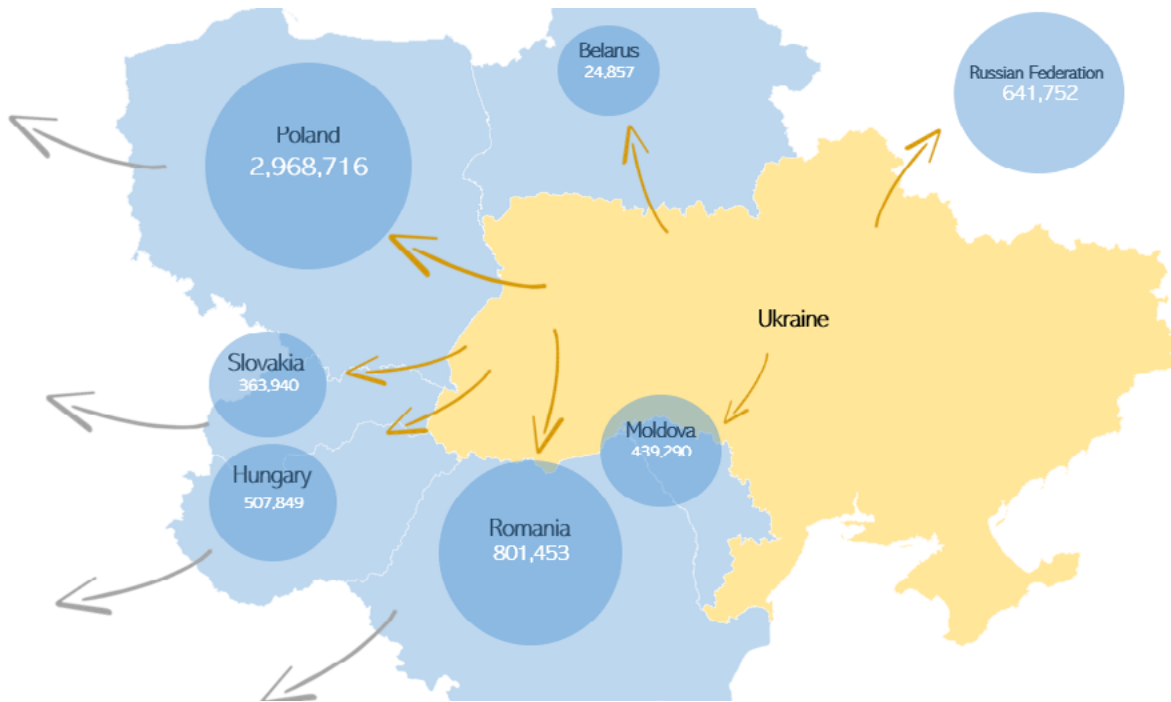 Belarus
24,857
Russian Federation
641,752
Poland
2,968,716
Ukraine
Slovakia
363,940
Moldova
439,290
Hungary
507,849
Romania
801,453